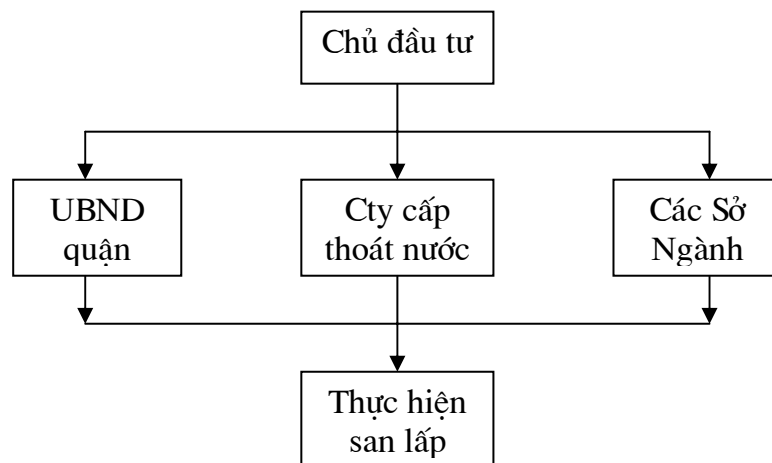 Chủ đầu tư
UBND
quận
Cty cấp
thoát nước
Các Sở
Ngành
Thực hiện
san lấp